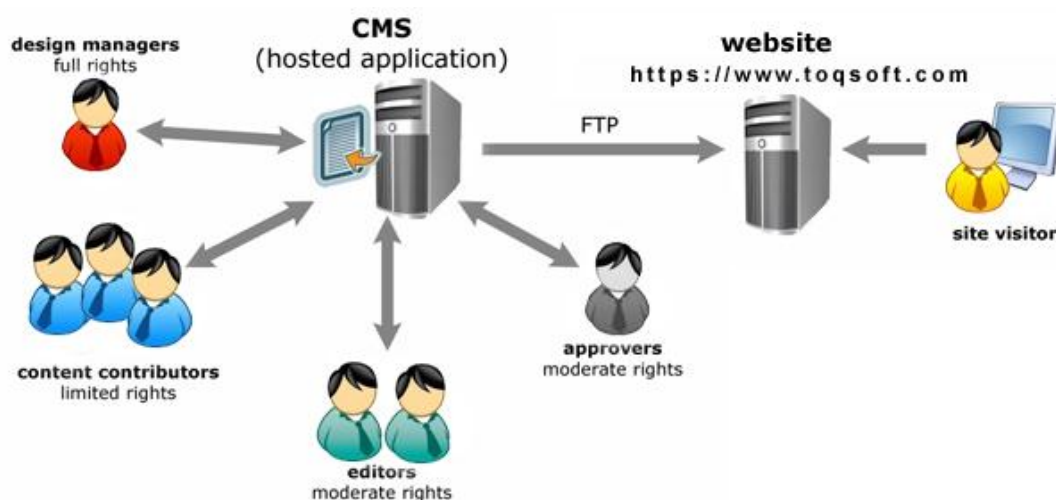 design managers
full rights
CMS
(hosted application)
website
https://www.toqsoft.com
FTP
site visitor
content contributors
limited rights
approvers
moderate rights
editors
moderate rights